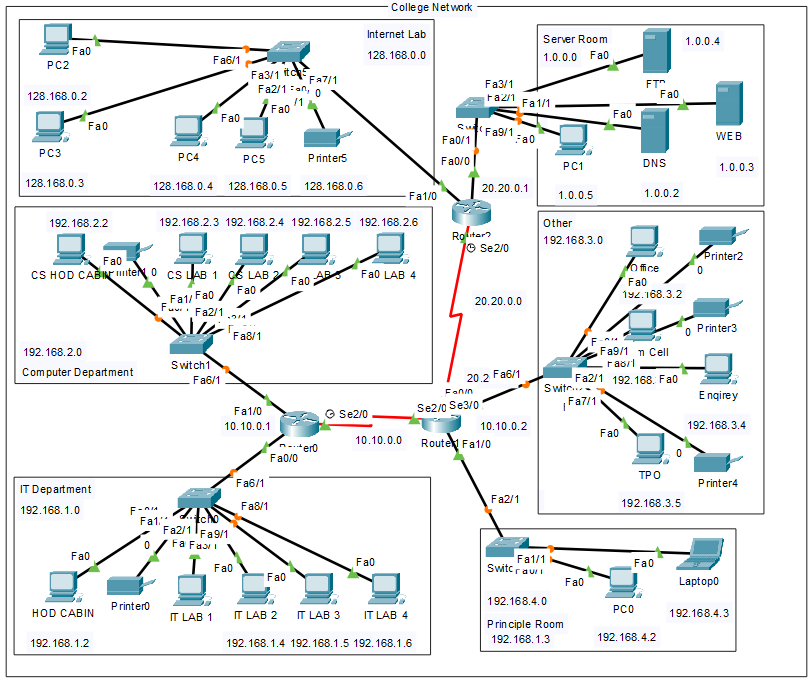 College Network
Internet Lab
128.168.0.0
PC2
Fa0
Fa6/1
Fa3/1
Fa7/1
Fa2/1
Fa0
128.168.0.2
Fa0
Fa0
PC3
PC4
PC5
Printer5
128.168.0.3
128.168.0.4
128.168.0.5
128.168.0.6
Fa1/0
Server Room
1.0.0.0
1.0.0.4
Fa0
Fa3/1
Fa2/1
Fa1/1
Fa0
Fa9/1
Fa0
Fa0
WEB
DNS
PC1
Fa0/1
Fa0/0
1.0.0.3
1.0.0.2
1.0.0.5
20.20.0.1
Router2
Se2/0
20.20.0.0
192.168.2.2
192.168.2.3
192.168.2.4
192.168.2.5
192.168.2.6
CS HOD CABIN
Fa0
CS LAB 1
CS LAB 2
LAB 4
Fa0
Fa0
Fa0
Fa0
Fa2/1
Fa8/1
Switch1
Fa6/1
192.168.2.0
Computer Department
Other
192.168.3.0
Office
Fa0
Printer2
0
192.168.3.2
Printer3
0
Cell
Fa9/1
Fa8/1
Fa0
Enqirey
Fa6/1
Fa2/1
Fa7/1
Fa0
192.168.3.4
TPO
0
Printer4
192.168.3.5
Fa1/0
10.10.0.1
Se2/0
Router0
Fa0/0
10.10.0.0
Se2/0
Se3/0
Router1
Fa1/0
10.10.0.2
IT Department
192.168.1.0
Fa6/1
Fa8/1
Fa2/1
Fa9/1
Fa3/1
Fa0
0
Fa0
Fa0
Fa0
HOD CABIN
Printer0
IT LAB 1
IT LAB 2
IT LAB 3
IT LAB 4
192.168.1.2
192.168.1.4
192.168.1.5
192.168.1.6
Fa2/1
Fa1/1
Fa0
Fa0
Laptop0
PC0
192.168.4.0
Principle Room
192.168.1.3
192.168.4.2
192.168.4.3